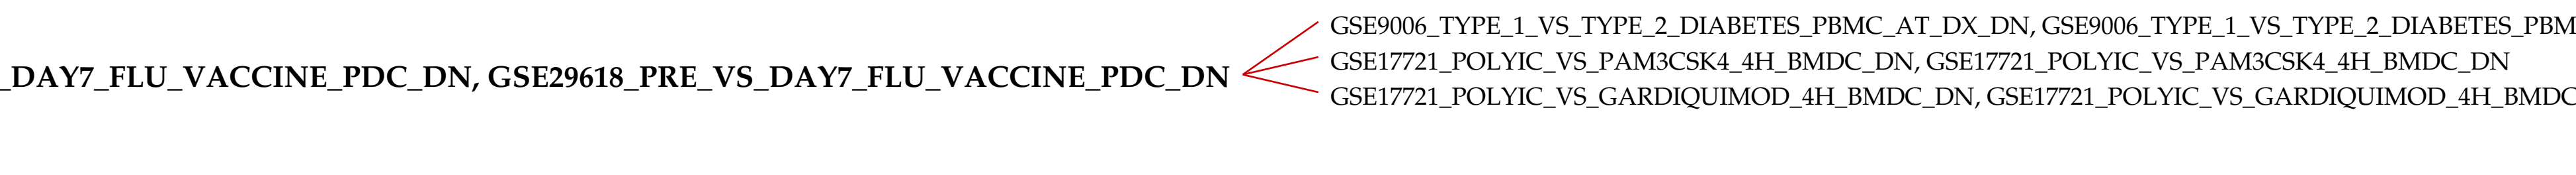 GSE9006_TYPE_1_VS_TYPE_2_DIABETES_PBMC_AT_DX_DN, GSE9006_TYPE_1_VS_TYPE_2_DIABETES_PBM
_DAY7_FLU_VACCINE_PDC_DN, GSE29618_PRE_VS_DAY7_FLU_VACCINE_PDC_DN
GSE17721_POLYIC_VS_PAM3CSK4_4H_BMDC_DN, GSE17721_POLYIC_VS_PAM3CSK4_4H_BMDC_DN
GSE17721_POLYIC_VS_GARDIQUIMOD_4H_BMDC_DN, GSE17721_POLYIC_VS_GARDIQUIMOD_4H_BMDC